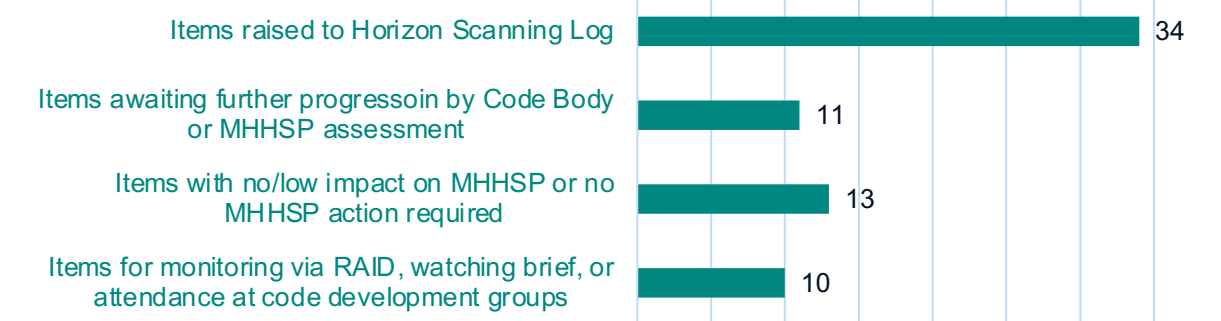 Items raised to Horizon Scanning Log 34
Items awaiting further progressoin by Code Body
or MHHSP assessment 11
Items with no/low impact on MHHSP or no
MHHSP action required 13
Items for monitoring via RAID, watching brief, or
attendance at code development groups 10